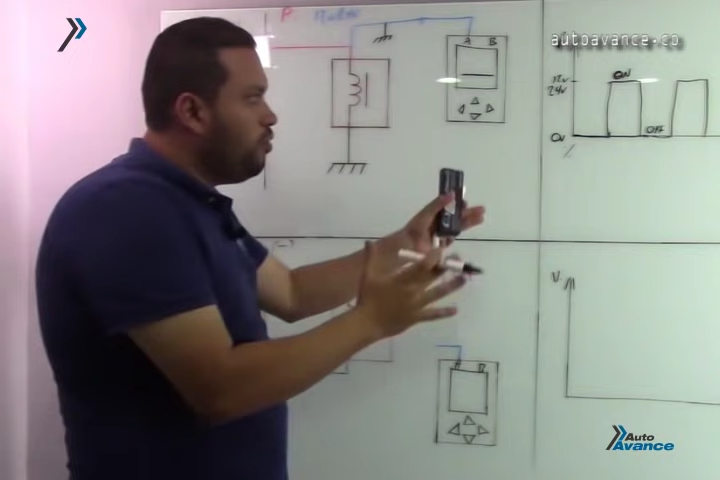 P.
A B
autoavance.co
12v
24v
ON
OFF
0v
%
(-)
V
A B
Auto
Avance